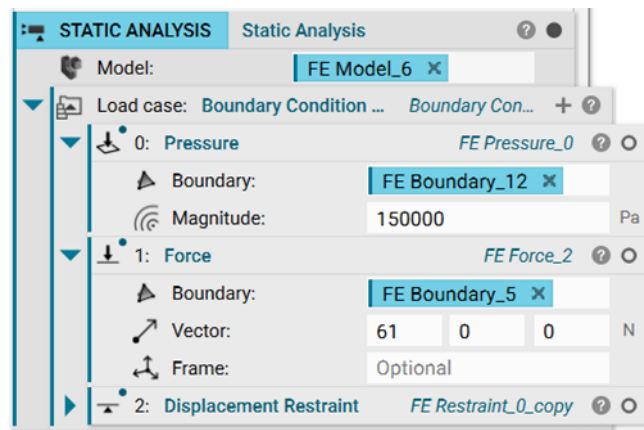 STATIC ANALYSIS Static Analysis ?
Model: FE Model_6 ×
Load case: Boundary Condition ... Boundary Con... + ?
0: Pressure FE Pressure_0 ?
Boundary: FE Boundary_12 ×
Magnitude: 150000 Pa
1: Force FE Force_2 ?
Boundary: FE Boundary_5 ×
Vector: 61 0 0 N
Frame: Optional
2: Displacement Restraint FE Restraint_0_copy ?